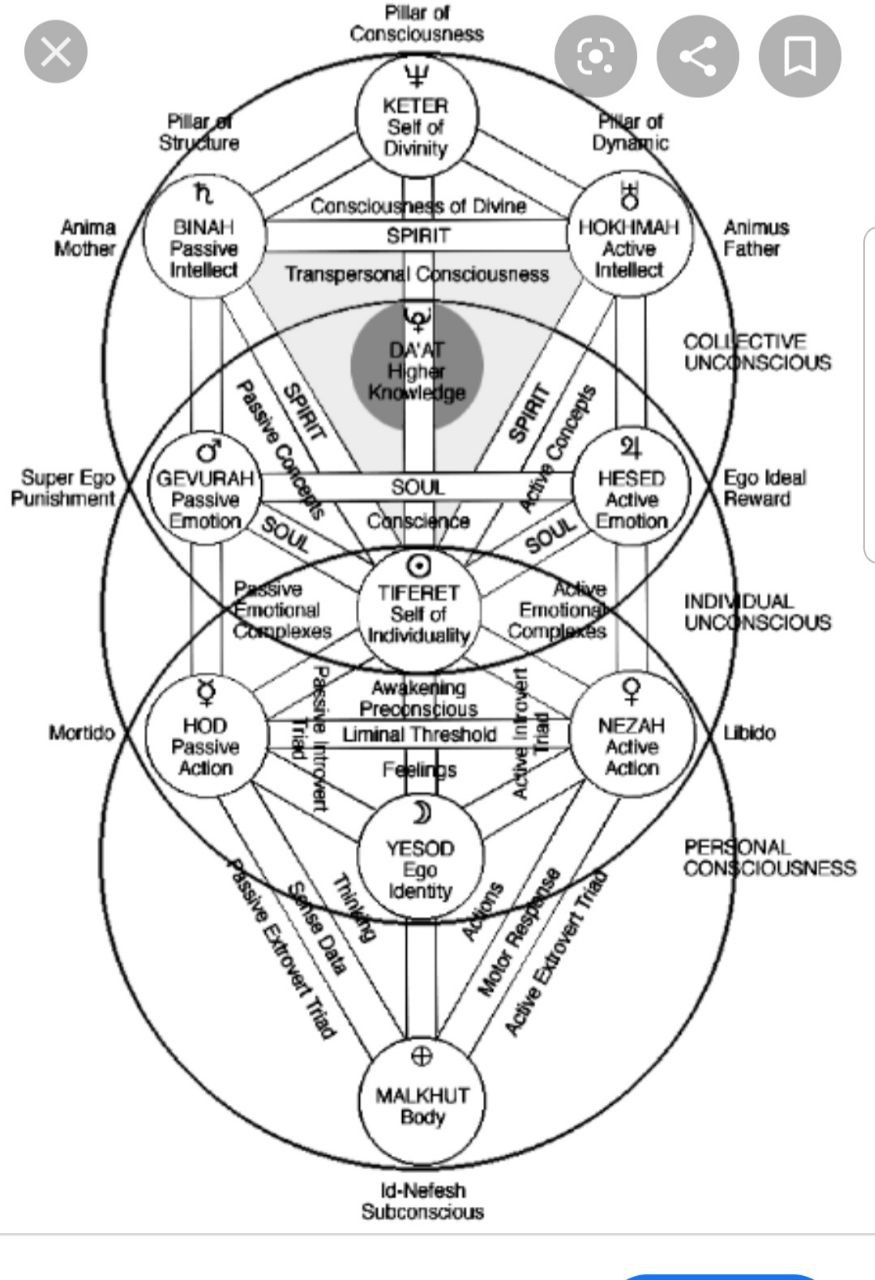 Pillar of
Consciousness
KETER
Self of
Divinity
Pillar of
Structure
Pillar of
Dynamic
Consciousness of Divine
SPIRIT
Transpersonal Consciousness
Anima
Mother
BINAH
Passive
Intellect
HOKHMAH
Active
Intellect
Animus
Father
DA'AT
Higher
Knowledge
COLLECTIVE
UNCONSCIOUS
SPIRIT
Passive Concepts
SPIRIT
Active Concepts
Super Ego
Punishment
GEVURAH
Passive
Emotion
SOUL
HESED
Active
Emotion
Ego Ideal
Reward
SOUL
Conscience
SOUL
TIFERET
Self of
Individuality
Passive
Emotional
Complexes
Active
Emotional
Complexes
INDIVIDUAL
UNCONSCIOUS
Passive Introvert
Triad
Awakening
Preconscious
Liminal Threshold
Feelings
Active Introvert
Triad
Mortido
HOD
Passive
Action
NEZAH
Active
Action
Libido
YESOD
Ego
Identity
PERSONAL
CONSCIOUSNESS
Passive Extrovert Triad
Sense Data
Thinking
Actions
Motor Response
Active Extrovert Triad
MALKHUT
Body
Id-Nefesh
Subconscious